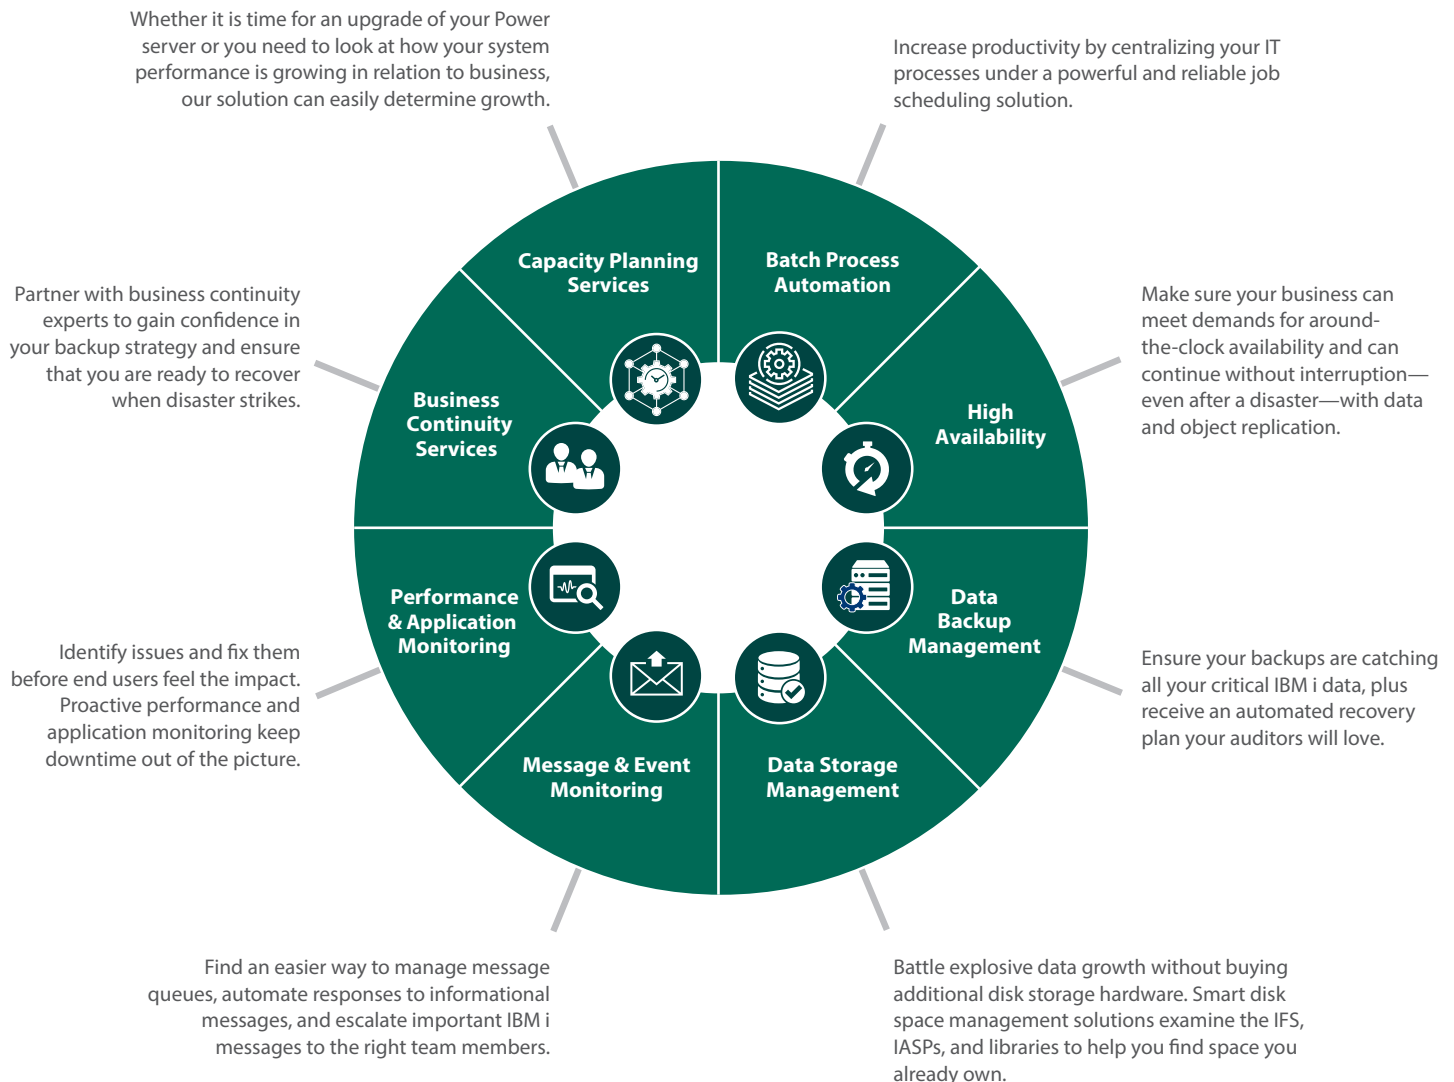 Whether it is time for an upgrade of your Power
server or you need to look at how your system
performance is growing in relation to business,
our solution can easily determine growth.
Increase productivity by centralizing your IT
processes under a powerful and reliable job
scheduling solution.
Capacity Planning
Services
Batch Process
Automation
Partner with business continuity
experts to gain confidence in
your backup strategy and ensure
that you are ready to recover
when disaster strikes.
Business
Continuity
Services
High
Availability
Make sure your business can
meet demands for around-
the-clock availability and can
continue without interruption—
even after a disaster—with data
and object replication.
Identify issues and fix them
before end users feel the impact.
Proactive performance and
application monitoring keep
downtime out of the picture.
Performance
& Application
Monitoring
Data
Backup
Management
Ensure your backups are catching
all your critical IBM i data, plus
receive an automated recovery
plan your auditors will love.
Message & Event
Monitoring
Data Storage
Management
Find an easier way to manage message
queues, automate responses to informational
messages, and escalate important IBM i
messages to the right team members.
Battle explosive data growth without buying
additional disk storage hardware. Smart disk
space management solutions examine the IFS,
IASPs, and libraries to help you find space you
already own.